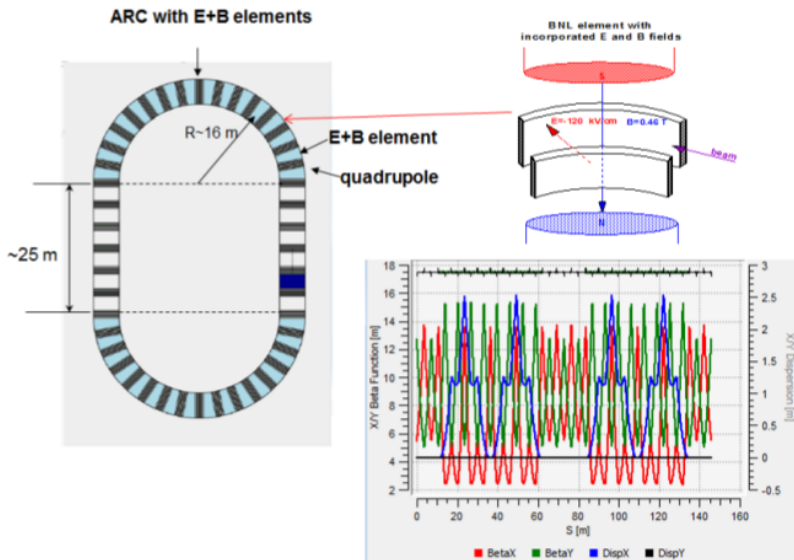 ARC with E+B elements
R~16 m
E+B element
quadrupole
~25 m
BNL element with
incorporated E and B fields
S
E=-120 kV/cm
B=0.46 T
beam
N
18
16
14
12
10
8
6
4
2
X/Y Beta Function [m]
3
2.5
2
1.5
1
0.5
0
-0.5
X/Y Dispersion [m]
0
20
40
60
80
100
120
140
160
S [m]
BetaX
BetaY
DispX
DispY